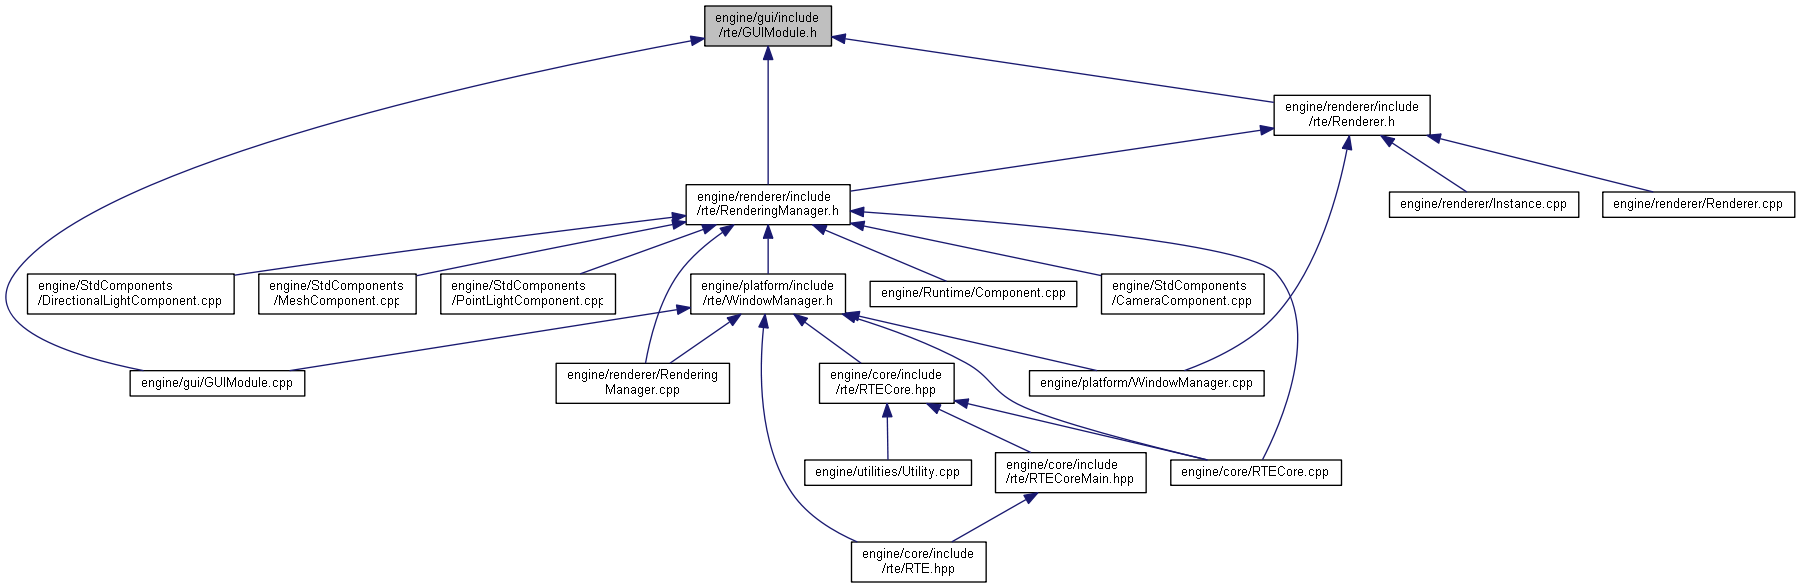 engine/gui/include
/rte/GUIModule.h
engine/renderer/include
/rte/Renderer.h
engine/renderer/include
/rte/RenderingManager.h
engine/renderer/Instance.cpp
engine/renderer/Renderer.cpp
engine/StdComponents
/DirectionalLightComponent.cpp
engine/StdComponents
/MeshComponent.cpp
engine/StdComponents
/PointLightComponent.cpp
engine/platform/include
/rte/WindowManager.h
engine/Runtime/Component.cpp
engine/StdComponents
/CameraComponent.cpp
engine/gui/GUIModule.cpp
engine/renderer/Rendering
Manager.cpp
engine/core/include
/rte/RTECore.hpp
engine/platform/WindowManager.cpp
engine/utilities/Utility.cpp
engine/core/include
/rte/RTECoreMain.hpp
engine/core/RTECore.cpp
engine/core/include
/rte/RTE.hpp